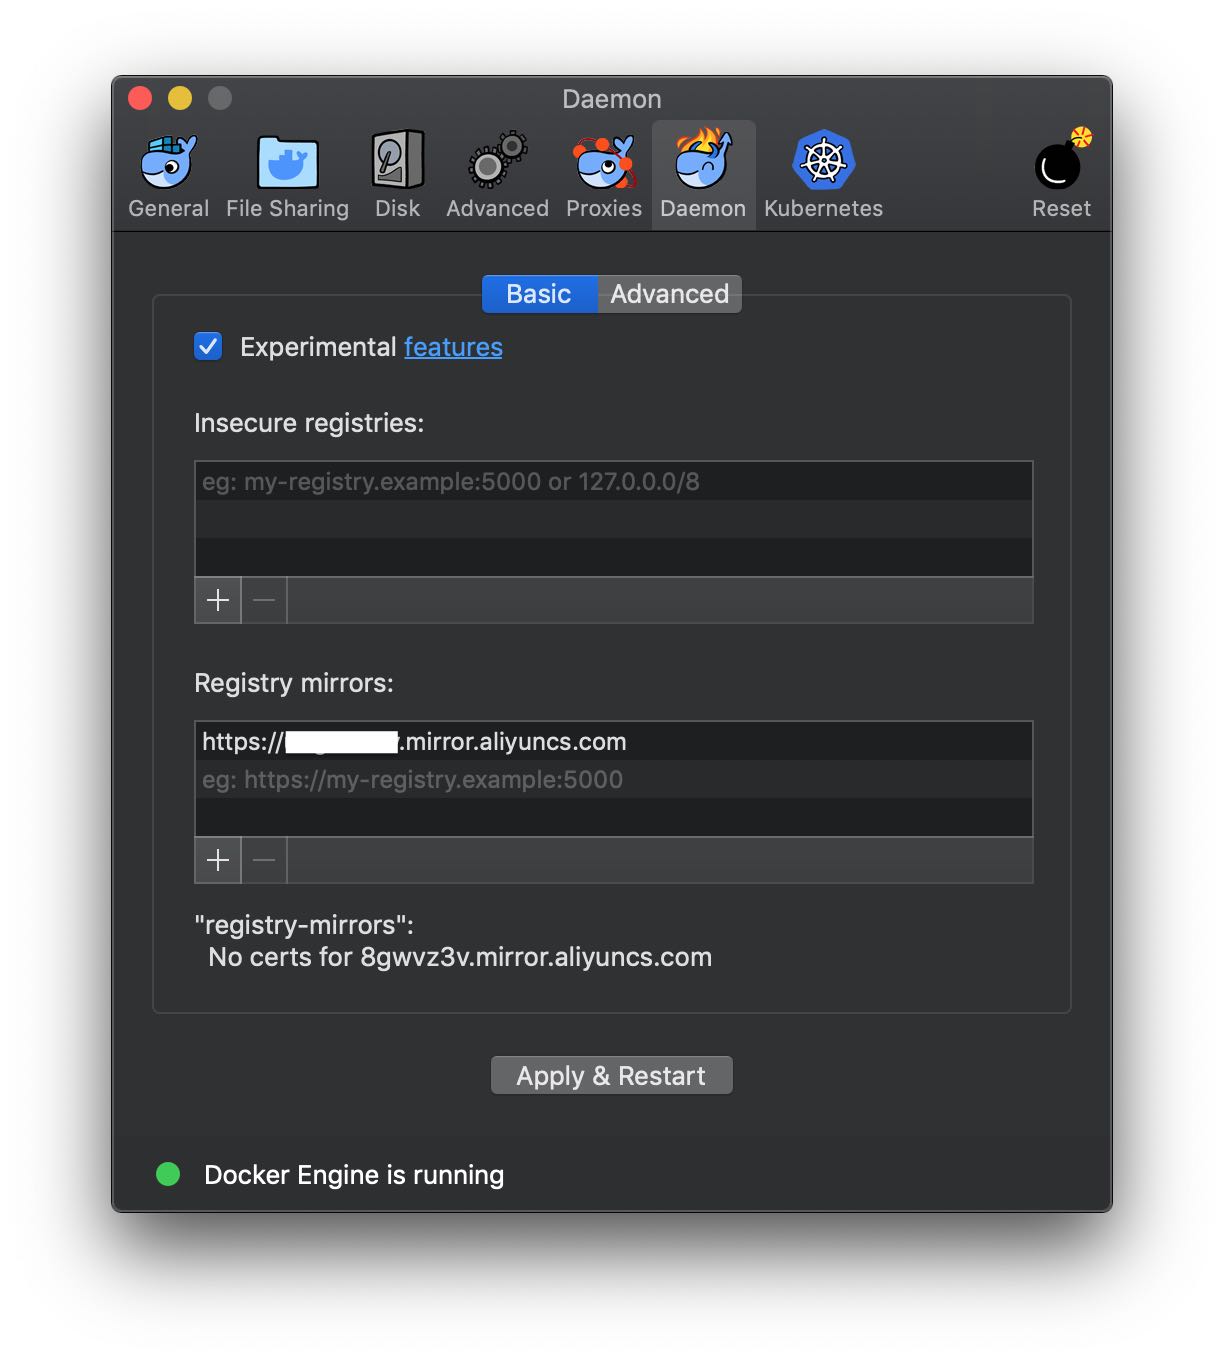 Daemon
General File Sharing Disk Advanced Proxies Daemon Kubernetes Reset
Basic Advanced
Experimental features
Insecure registries:
eg: my-registry.example:5000 or 127.0.0.0/8
Registry mirrors:
https:// .mirror.aliyuncs.com
eg: https://my-registry.example:5000
"registry-mirrors":
No certs for 8gwvz3v.mirror.aliyuncs.com
Apply & Restart
Docker Engine is running